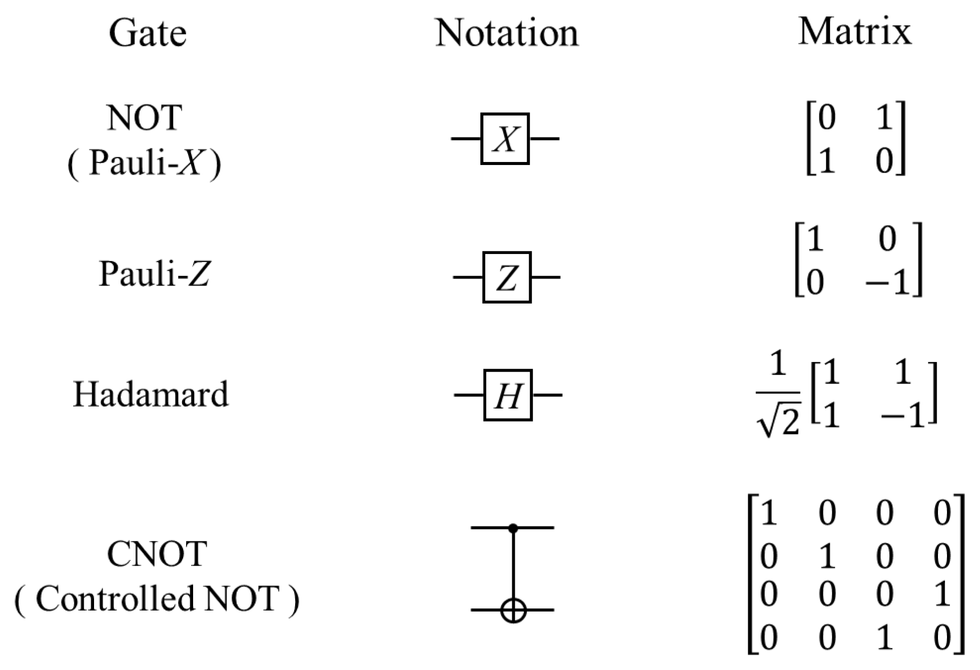 Gate Notation Matrix
NOT
( Pauli-X )
X
[0 1]
[1 0]
Pauli-Z
Z
[1 0]
[0 −1]
Hadamard
H
1
√2
[1 1]
[1 −1]
CNOT
( Controlled NOT )
[1 0 0 0]
[0 1 0 0]
[0 0 0 1]
[0 0 1 0]